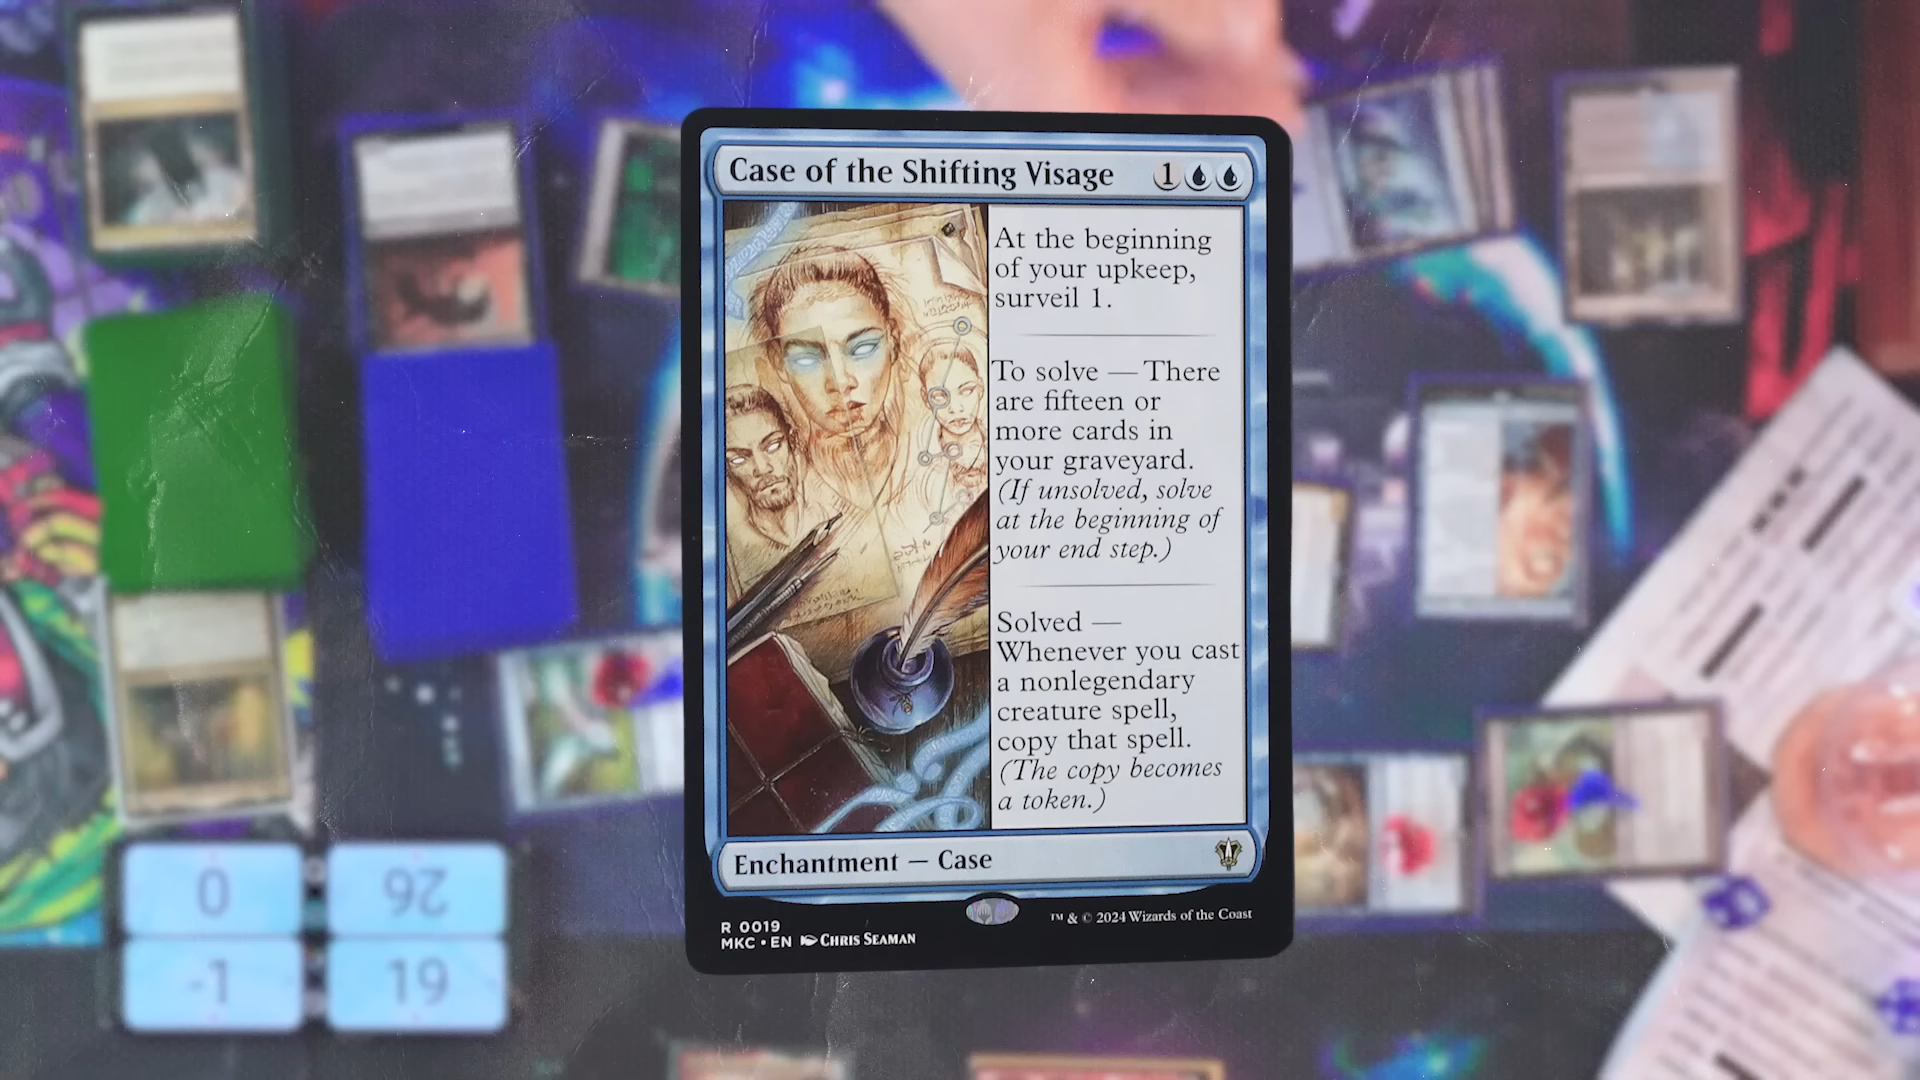 Case of the Shifting Visage 1
At the beginning
of your upkeep,
surveil 1.
To solve — There
are fifteen or
more cards in
your graveyard.
(If unsolved, solve
at the beginning of
your end step.)
Solved —
Whenever you cast
a nonlegendary
creature spell,
copy that spell.
(The copy becomes
a token.)
Enchantment — Case
R 0019
MKC • EN CHRIS SEAMAN
™ & © 2024 Wizards of the Coast
0
26
-1
19